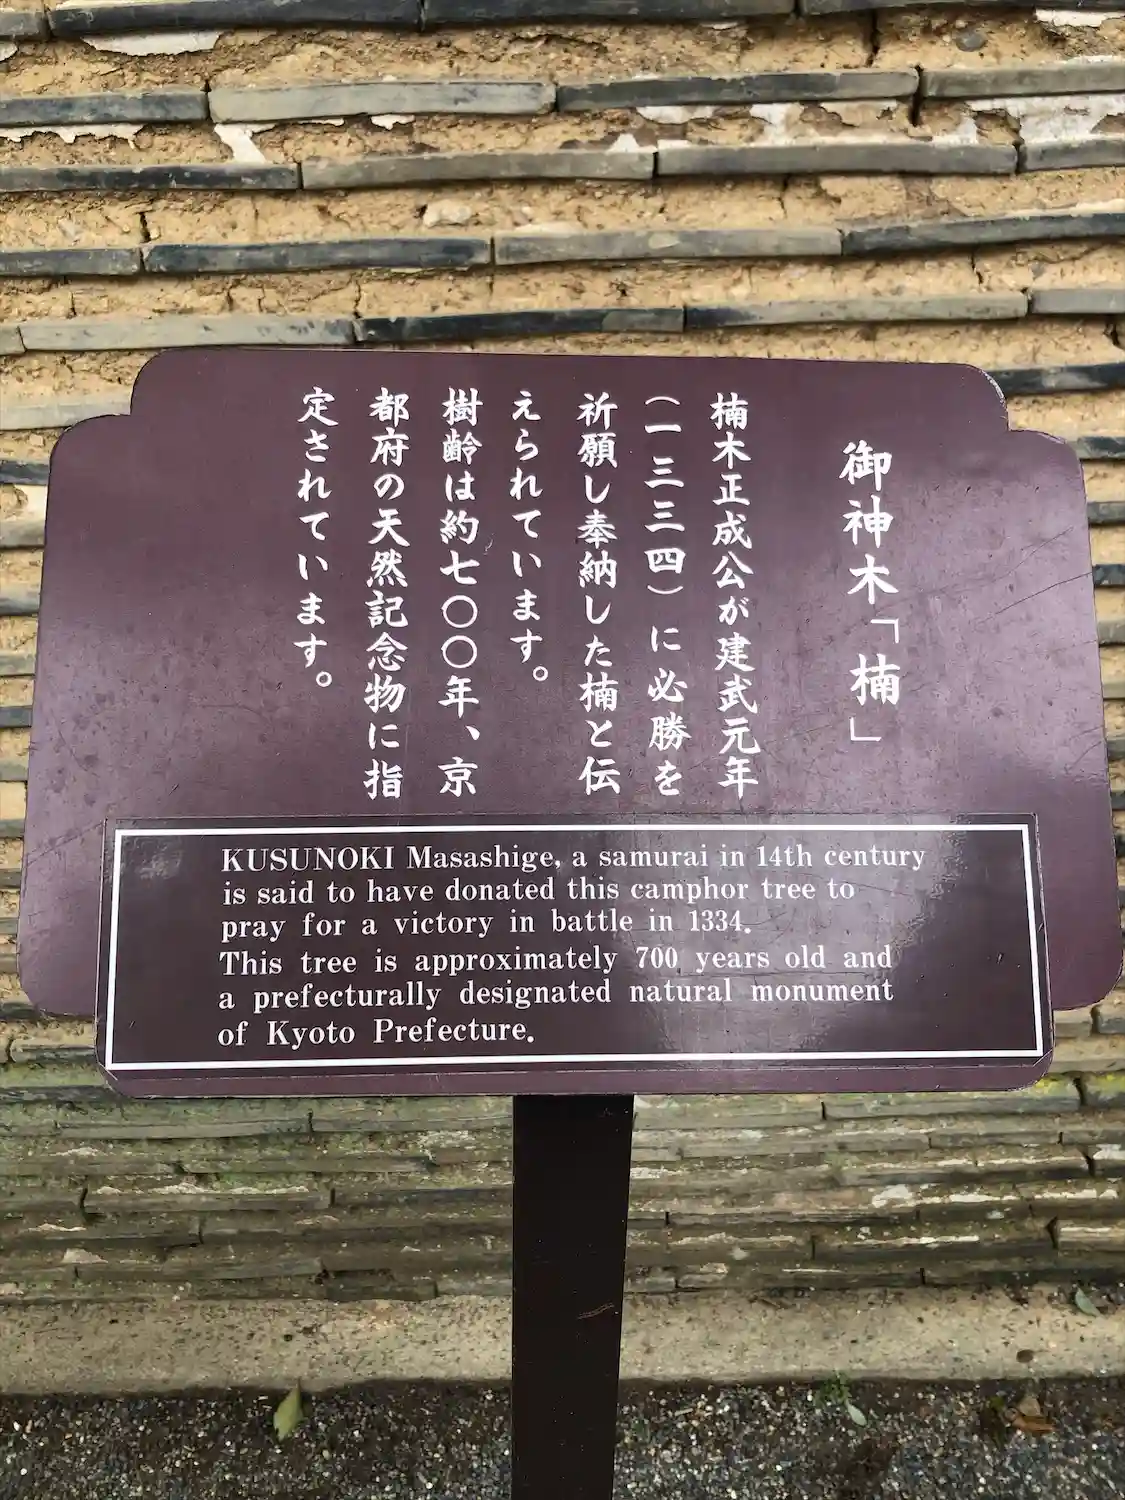 御神木「楠」
楠木正成公が建武元年
（一三三四）に必勝を
祈願し奉納した楠と伝
えられています。
樹齢は約七〇〇年、京
都府の天然記念物に指
定されています。
KUSUNOKI Masashige, a samurai in 14th century
is said to have donated this camphor tree to
pray for a victory in battle in 1334.
This tree is approximately 700 years old and
a prefecturally designated natural monument
of Kyoto Prefecture.